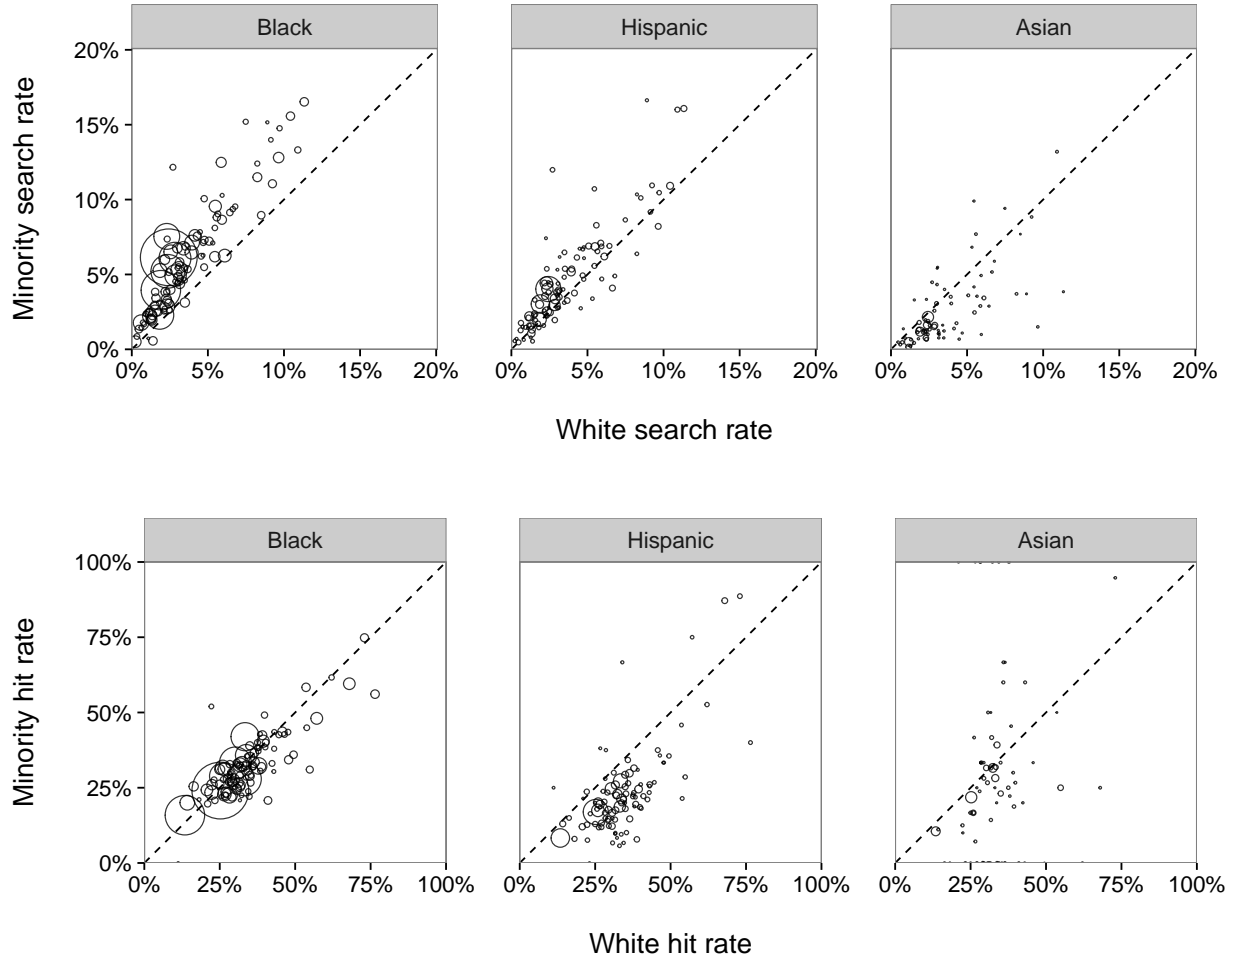 Black Hispanic Asian
Minority search rate
20%
15%
10%
5%
0%
0% 5% 10% 15% 20% 0% 5% 10% 15% 20% 0% 5% 10% 15% 20%
White search rate
Black Hispanic Asian
Minority hit rate
100%
75%
50%
25%
0%
0% 25% 50% 75% 100% 0% 25% 50% 75% 100% 0% 25% 50% 75% 100%
White hit rate